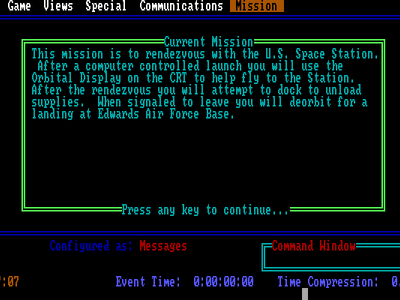 Game Views Special Communications Mission
Current Mission
This mission is to rendezvous with the U.S. Space Station.
After a computer controlled launch you will use the
Orbital Display on the CRT to help fly to the Station.
After the rendezvous you will attempt to dock to unload
supplies. When signaled to leave you will deorbit for a
landing at Edwards Air Force Base.
Press any key to continue...
Configured as: Messages
Command Window
:07 Event Time: 0:00:00:00 Time Compression: 0.